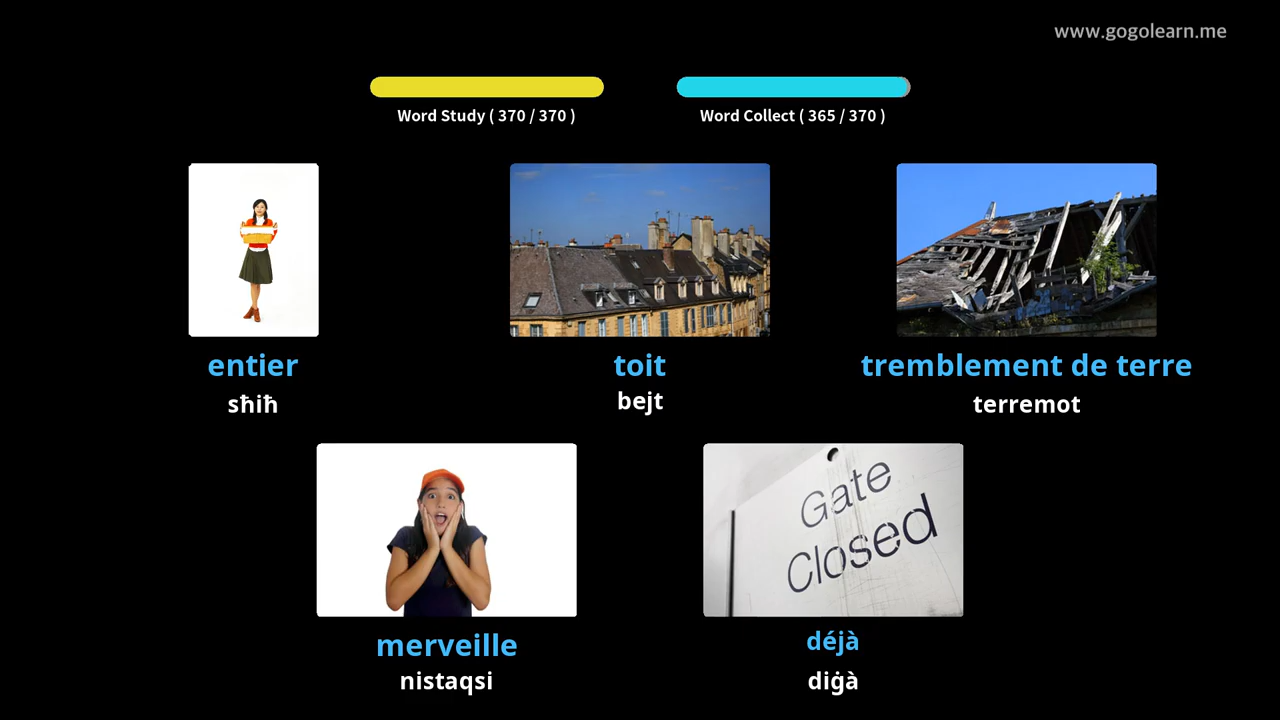 www.gogolearn.me
Word Study ( 370 / 370 )
Word Collect ( 365 / 370 )
entier
sħiħ
toit
bejt
tremblement de terre
terremot
merveille
nistaqsi
Gate
Closed
déjà
diġà